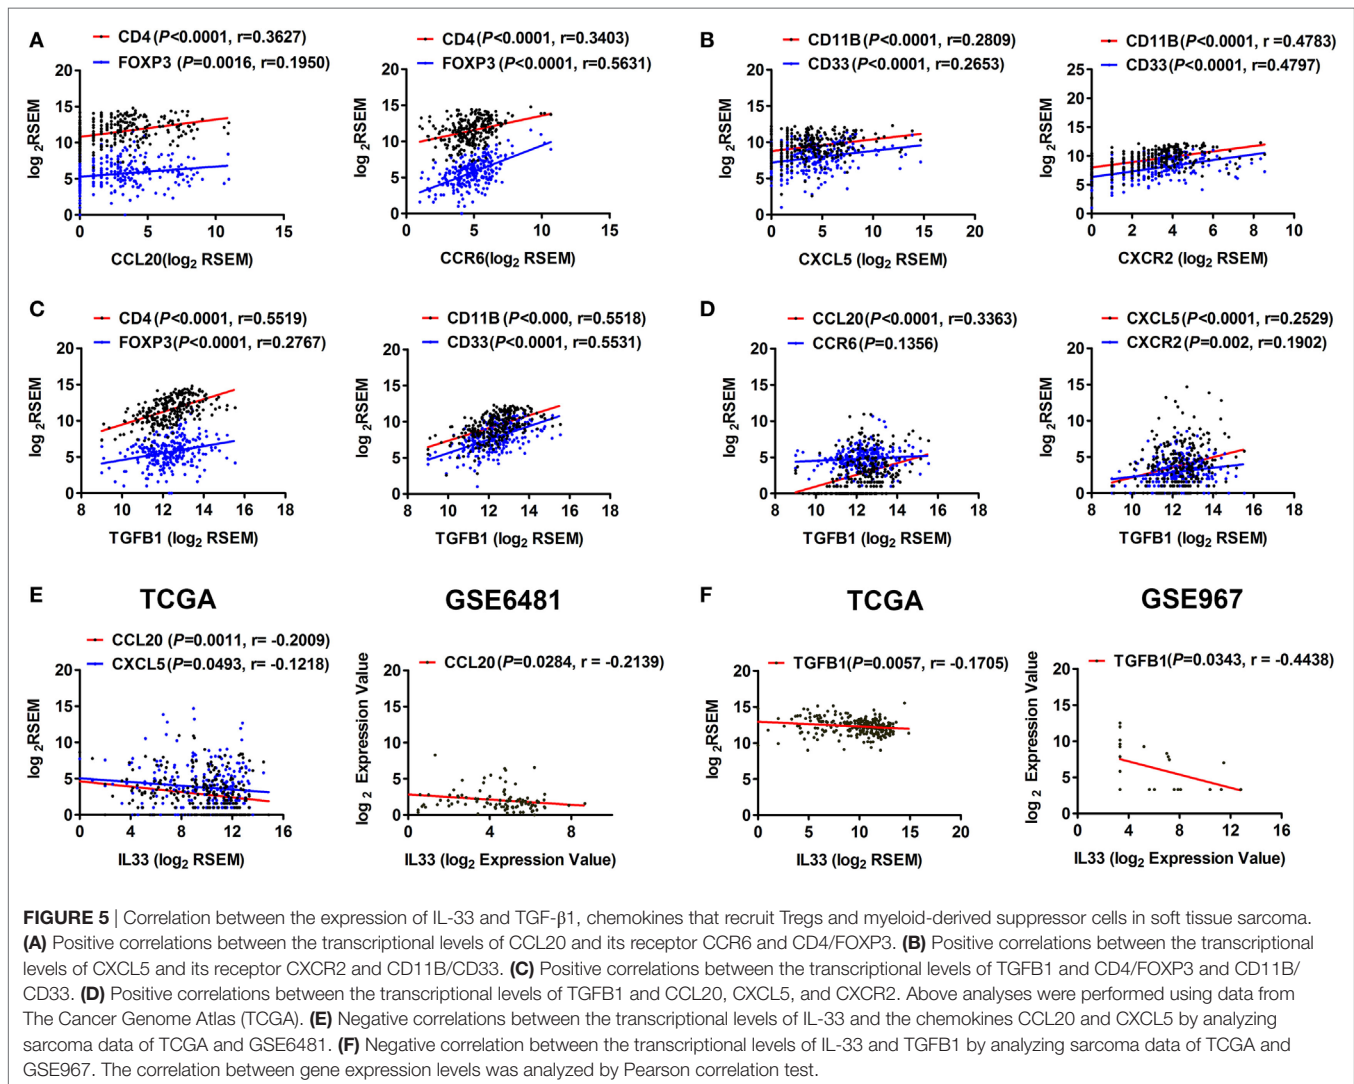 A
CD4(P<0.0001, r=0.3627)
FOXP3 (P=0.0016, r=0.1950)
20
15
10
5
0
log 2RSEM
0 5 10 15
CCL20(log2 RSEM)
CD4(P<0.0001, r=0.3403)
FOXP3 (P<0.0001, r=0.5631)
20
15
10
5
0
log 2RSEM
0 5 10 15
CCR6(log2 RSEM)
B
CD11B(P<0.0001, r=0.2809)
CD33(P<0.0001, r=0.2653)
20
15
10
5
0
log 2RSEM
0 5 10 15 20
CXCL5 (log2 RSEM)
CD11B(P<0.0001, r =0.4783)
CD33(P<0.0001, r=0.4797)
25
20
15
10
5
0
log 2RSEM
0 2 4 6 8 10
CXCR2 (log2 RSEM)
C
CD4(P<0.0001, r=0.5519)
FOXP3(P<0.0001, r=0.2767)
20
15
10
5
0
log 2RSEM
8 10 12 14 16 18
TGFB1 (log2 RSEM)
CD11B (P<0.000, r=0.5518)
CD33(P<0.0001, r=0.5531)
20
15
10
5
0
log 2RSEM
8 10 12 14 16 18
TGFB1 (log2 RSEM)
D
CCL20(P<0.0001, r=0.3363)
CCR6(P=0.1356)
20
15
10
5
0
log 2RSEM
8 10 12 14 16 18
TGFB1 (log2 RSEM)
CXCL5(P<0.0001, r=0.2529)
CXCR2(P=0.002, r=0.1902)
20
15
10
5
0
log 2RSEM
8 10 12 14 16 18
TGFB1 (log2 RSEM)
E
TCGA
CCL20 (P=0.0011, r= -0.2009)
CXCL5(P=0.0493, r= -0.1218)
20
15
10
5
0
log 2RSEM
0 4 8 12 16
IL33 (log2 RSEM)
GSE6481
CCL20(P=0.0284, r = -0.2139)
20
15
10
5
0
log 2 Expression Value
0 4 8
IL33 (log2 Expression Value)
F
TCGA
TGFB1(P=0.0057, r= -0.1705)
20
15
10
5
0
log 2RSEM
0 5 10 15 20
IL33 (log2 RSEM)
GSE967
TGFB1(P=0.0343, r = -0.4438)
20
15
10
5
0
log 2 Expression Value
0 4 8 12 16
IL33 (log2 Expression Value)
FIGURE 5 | Correlation between the expression of IL-33 and TGF-β1, chemokines that recruit Tregs and myeloid-derived suppressor cells in soft tissue sarcoma.
(A) Positive correlations between the transcriptional levels of CCL20 and its receptor CCR6 and CD4/FOXP3. (B) Positive correlations between the transcriptional
levels of CXCL5 and its receptor CXCR2 and CD11B/CD33. (C) Positive correlations between the transcriptional levels of TGFB1 and CD4/FOXP3 and CD11B/
CD33. (D) Positive correlations between the transcriptional levels of TGFB1 and CCL20, CXCL5, and CXCR2. Above analyses were performed using data from
The Cancer Genome Atlas (TCGA). (E) Negative correlations between the transcriptional levels of IL-33 and the chemokines CCL20 and CXCL5 by analyzing
sarcoma data of TCGA and GSE6481. (F) Negative correlation between the transcriptional levels of IL-33 and TGFB1 by analyzing sarcoma data of TCGA and
GSE967. The correlation between gene expression levels was analyzed by Pearson correlation test.